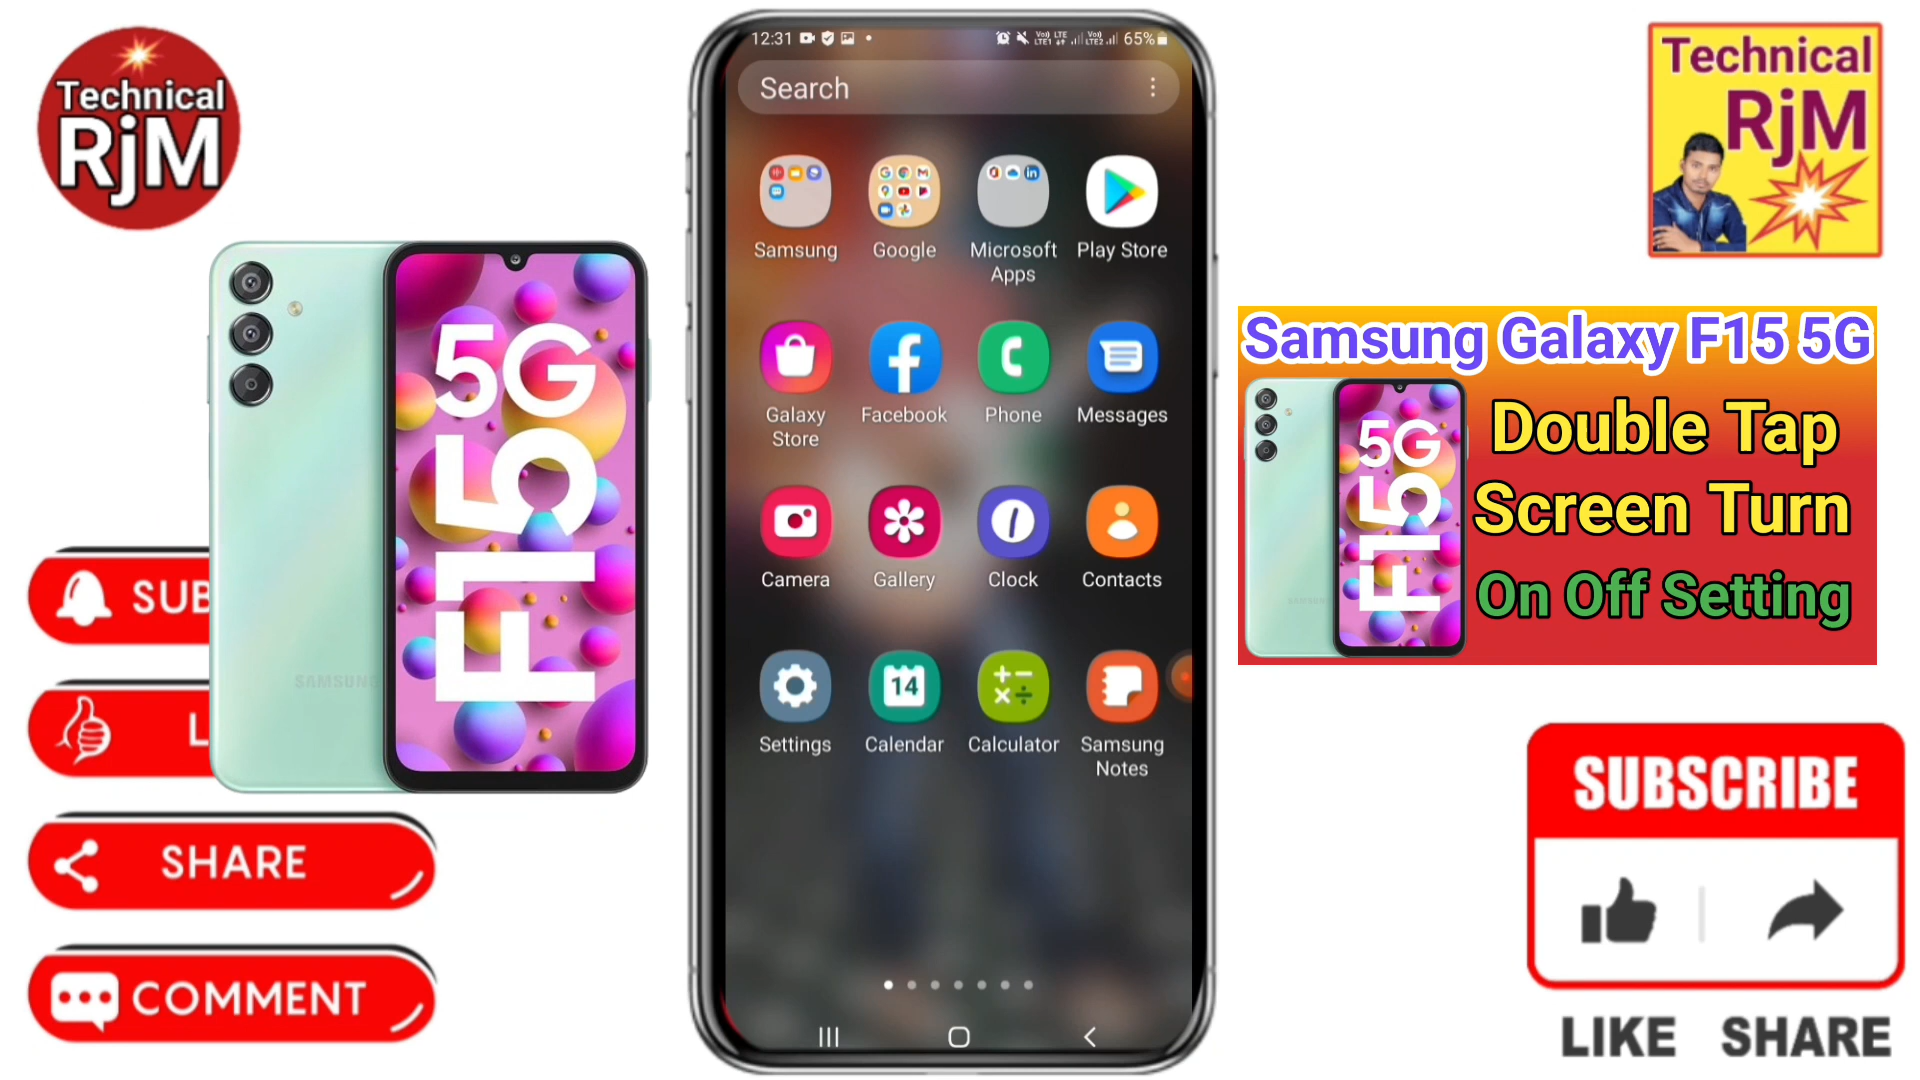 Technical
RjM
SUB
L
SHARE
COMMENT
5G
F15
SAMSUNG
12:31
65%
Search
Samsung
Google
Microsoft
Apps
Play Store
Galaxy
Store
Facebook
Phone
Messages
Camera
Gallery
Clock
Contacts
Settings
14
Calendar
Calculator
Samsung
Notes
Technical
RjM
Samsung Galaxy F15 5G
5G
F15
Double Tap
Screen Turn
On Off Setting
SUBSCRIBE
LIKE SHARE